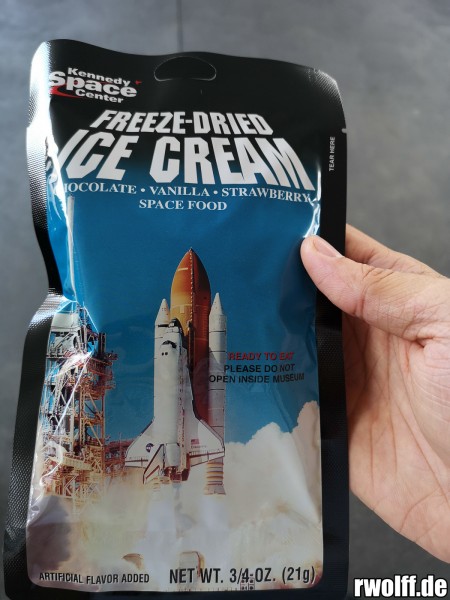 Kennedy
Space
Center
FREEZE-DRIED
ICE CREAM
HOCOLATE • VANILLA • STRAWBERRY
SPACE FOOD
TEAR HERE
READY TO EAT
PLEASE DO NOT
OPEN INSIDE MUSEUM
ARTIFICIAL FLAVOR ADDED
NET WT. 3/4 OZ. (21g)
rwolff.de